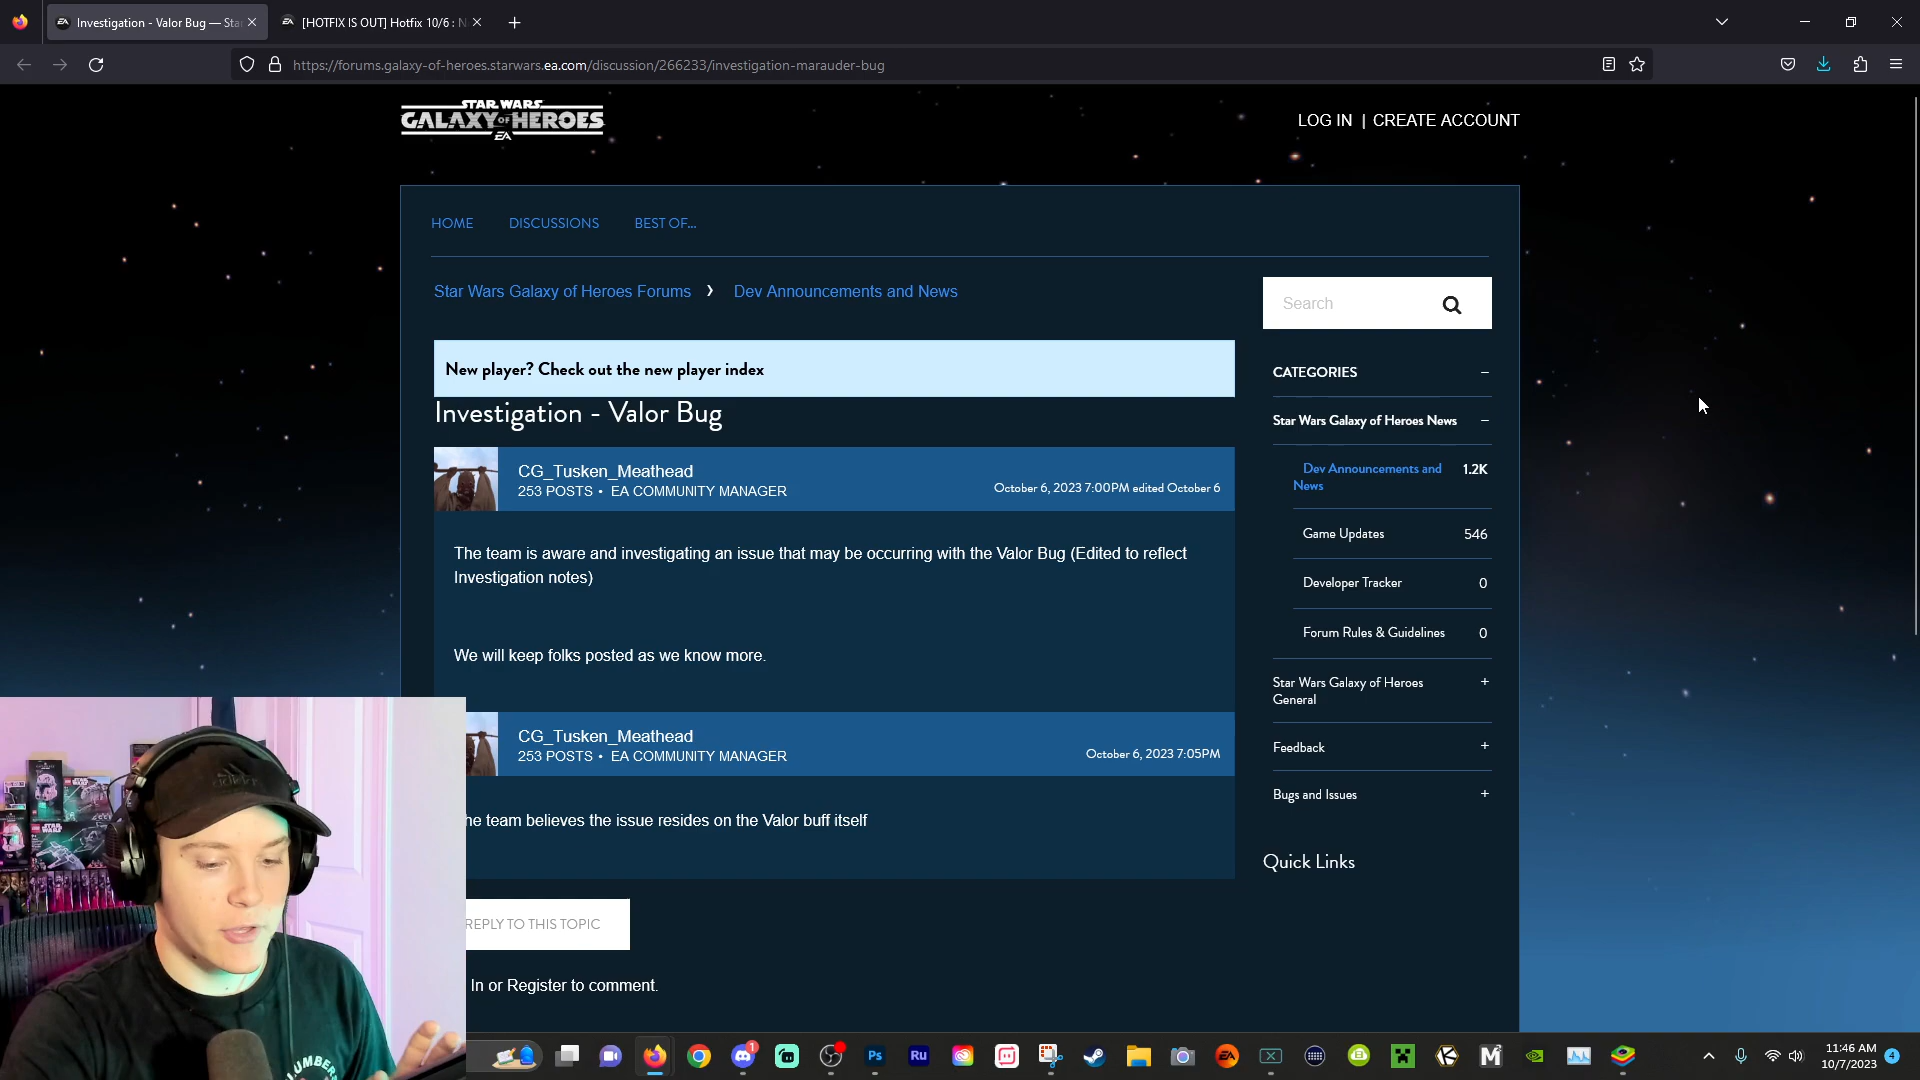 Investigation - Valor Bug — Sta
[HOTFIX IS OUT] Hotfix 10/6 : N
https://forums.galaxy-of-heroes.starwars.ea.com/discussion/266233/investigation-marauder-bug
STAR WARS
GALAXY OF HEROES
EA
LOG IN | CREATE ACCOUNT
HOME DISCUSSIONS BEST OF...
Star Wars Galaxy of Heroes Forums › Dev Announcements and News
Search
New player? Check out the new player index
Investigation - Valor Bug
CG_Tusken_Meathead
253 POSTS • EA COMMUNITY MANAGER
October 6, 2023 7:00PM edited October 6
The team is aware and investigating an issue that may be occurring with the Valor Bug (Edited to reflect
Investigation notes)
We will keep folks posted as we know more.
CG_Tusken_Meathead
253 POSTS • EA COMMUNITY MANAGER
October 6, 2023 7:05PM
he team believes the issue resides on the Valor buff itself
REPLY TO THIS TOPIC
In or Register to comment.
CATEGORIES –
Star Wars Galaxy of Heroes News –
Dev Announcements and 1.2K
News
Game Updates 546
Developer Tracker 0
Forum Rules & Guidelines 0
Star Wars Galaxy of Heroes +
General
Feedback +
Bugs and Issues +
Quick Links
1
Ps
Ru
EA
M
11:46 AM
10/7/2023
4